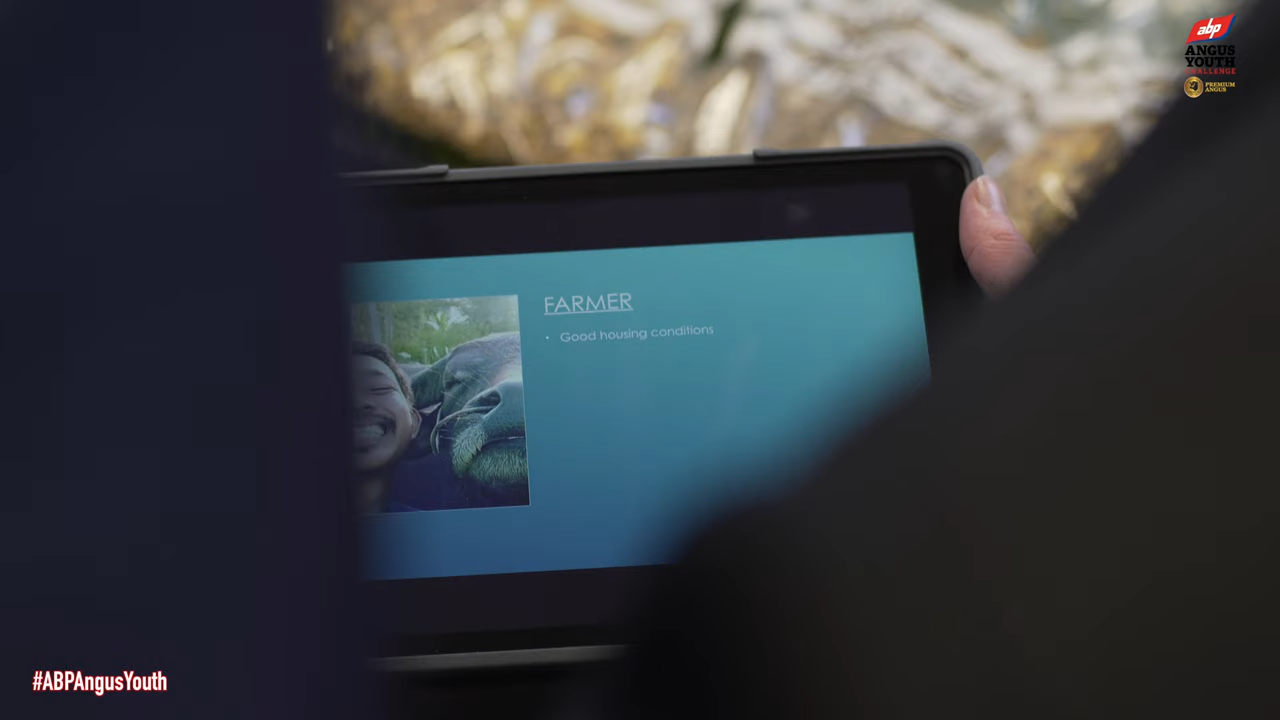 abp
ANGUS
YOUTH
CHALLENGE
PREMIUM
ANGUS
FARMER
• Good housing conditions
#ABPAngusYouth